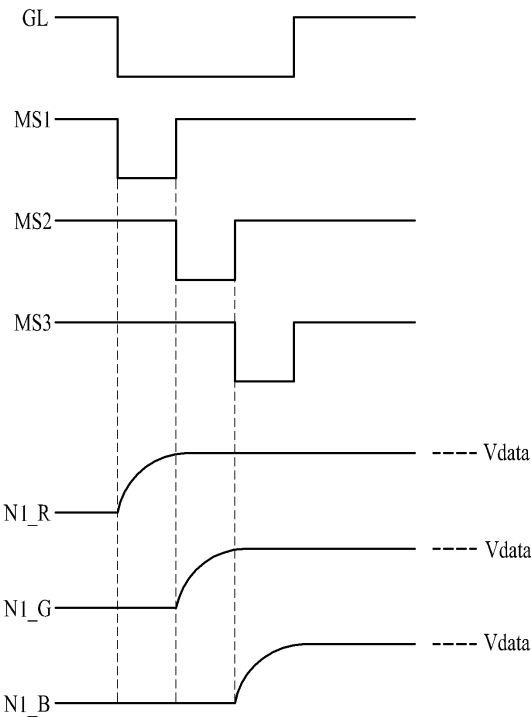 GL
MS1
MS2
MS3
Vdata
N1_R
Vdata
N1_G
Vdata
N1_B